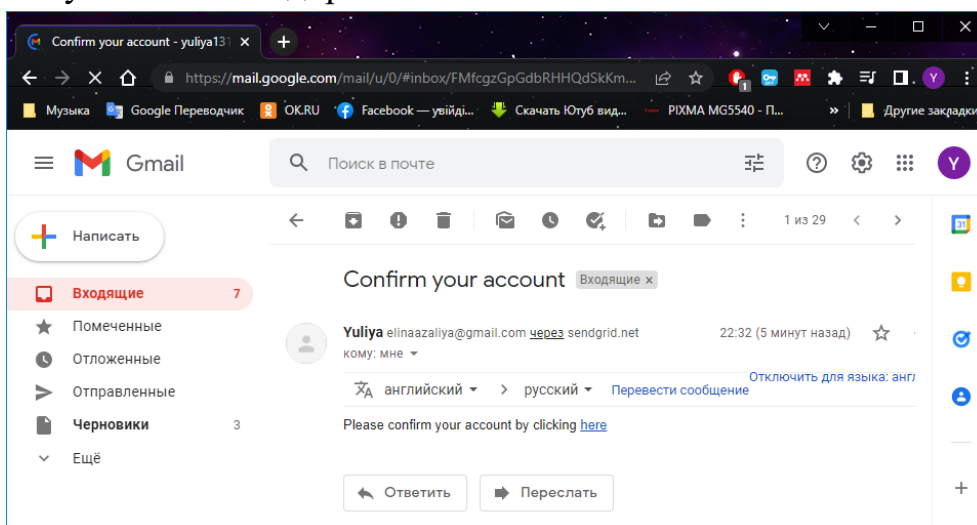 Confirm your account - yuliya131
https://mail.google.com/mail/u/0/#inbox/FMfcgzGpGdbRHHQdSkKm...
1
Y
Музыка Google Переводчик OK.RU Facebook — увійді... Скачать Ютуб вид... PIXMA MG5540 - П... » Другие закладки
Gmail
Поиск в почте
Y
Написать
1 из 29
31
Confirm your account Входящие ×
Входящие 7
Помеченные
Отложенные
Отправленные
Черновики 3
Ещё
Yuliya elinaazaliya@gmail.com через sendgrid.net 22:32 (5 минут назад)
кому: мне
английский > русский Перевести сообщение
Отключить для языка: англ
Please confirm your account by clicking here
Ответить Переслать